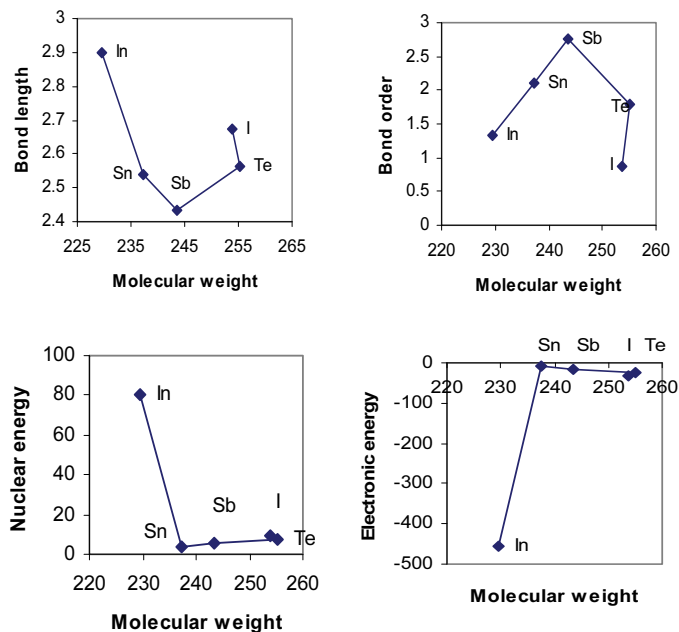 Bond length
3
2.9
2.8
2.7
2.6
2.5
2.4
In
Sn
Sb
I
Te
225 235 245 255 265
Molecular weight
Bond order
3
2.5
2
1.5
1
0.5
0
Sb
Sn
Te
In
I
220 230 240 250 260
Molecular weight
Nuclear energy
100
80
60
40
20
0
In
Sn
Sb
I
Te
220 230 240 250 260
Molecular weight
Electronic energy
Sn Sb I Te
0
-100
-200
-300
-400
-500
220 230 240 250 260
In
Molecular weight